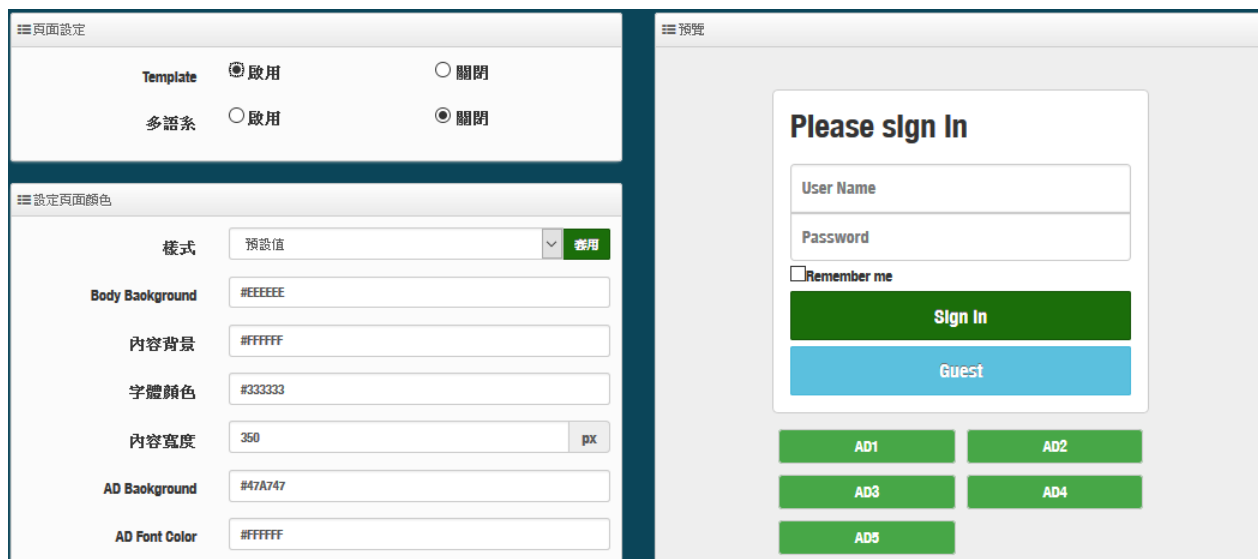 頁面設定
Template 啟用 關閉
多語系 啟用 關閉
設定頁面顏色
樣式 預設值 套用
Body Background #EEEEEE
內容背景 #FFFFFF
字體顏色 #333333
內容寬度 350 px
AD Background #47A747
AD Font Color #FFFFFF
預覽
Please sign in
User Name
Password
Remember me
Sign in
Guest
AD1 AD2
AD3 AD4
AD5